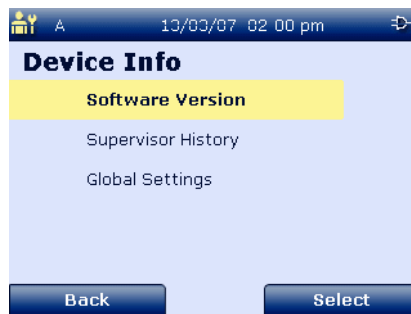 A 13/03/07 02 00 pm
Device Info
Software Version
Supervisor History
Global Settings
Back Select